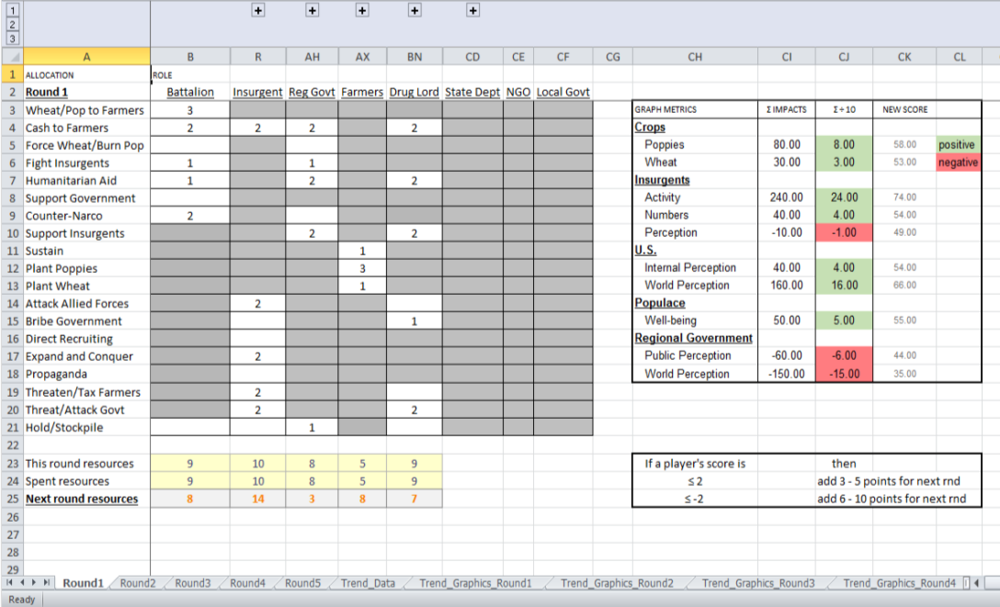 1
2
3
+ + + + +
A B R AH AX BN CD CE CF CG CH CI CJ CK CL
1 ALLOCATION ROLE
2 Round 1 Battalion Insurgent Reg Govt Farmers Drug Lord State Dept NGO Local Govt
3 Wheat/Pop to Farmers 3 GRAPH METRICS Σ IMPACTS Σ ÷ 10 NEW SCORE
4 Cash to Farmers 2 2 2 2 Crops
5 Force Wheat/Burn Pop Poppies 80.00 8.00 58.00 positive
6 Fight Insurgents 1 1 Wheat 30.00 3.00 53.00 negative
7 Humanitarian Aid 1 2 2 Insurgents
8 Support Government Activity 240.00 24.00 74.00
9 Counter-Narco 2 Numbers 40.00 4.00 54.00
10 Support Insurgents 2 2 Perception -10.00 -1.00 49.00
11 Sustain 1 U.S.
12 Plant Poppies 3 Internal Perception 40.00 4.00 54.00
13 Plant Wheat 1 World Perception 160.00 16.00 66.00
14 Attack Allied Forces 2 Populace
15 Bribe Government 1 Well-being 50.00 5.00 55.00
16 Direct Recruiting Regional Government
17 Expand and Conquer 2 Public Perception -60.00 -6.00 44.00
18 Propaganda World Perception -150.00 -15.00 35.00
19 Threaten/Tax Farmers 2
20 Threat/Attack Govt 2 2
21 Hold/Stockpile 1
22
23 This round resources 9 10 8 5 9 If a player's score is then
24 Spent resources 9 10 8 5 9 ≤ 2 add 3 - 5 points for next rnd
25 Next round resources 8 14 3 8 7 ≤ -2 add 6 - 10 points for next rnd
26
27
28
29
Round1 Round2 Round3 Round4 Round5 Trend_Data Trend_Graphics_Round1 Trend_Graphics_Round2 Trend_Graphics_Round3 Trend_Graphics_Round4
Ready